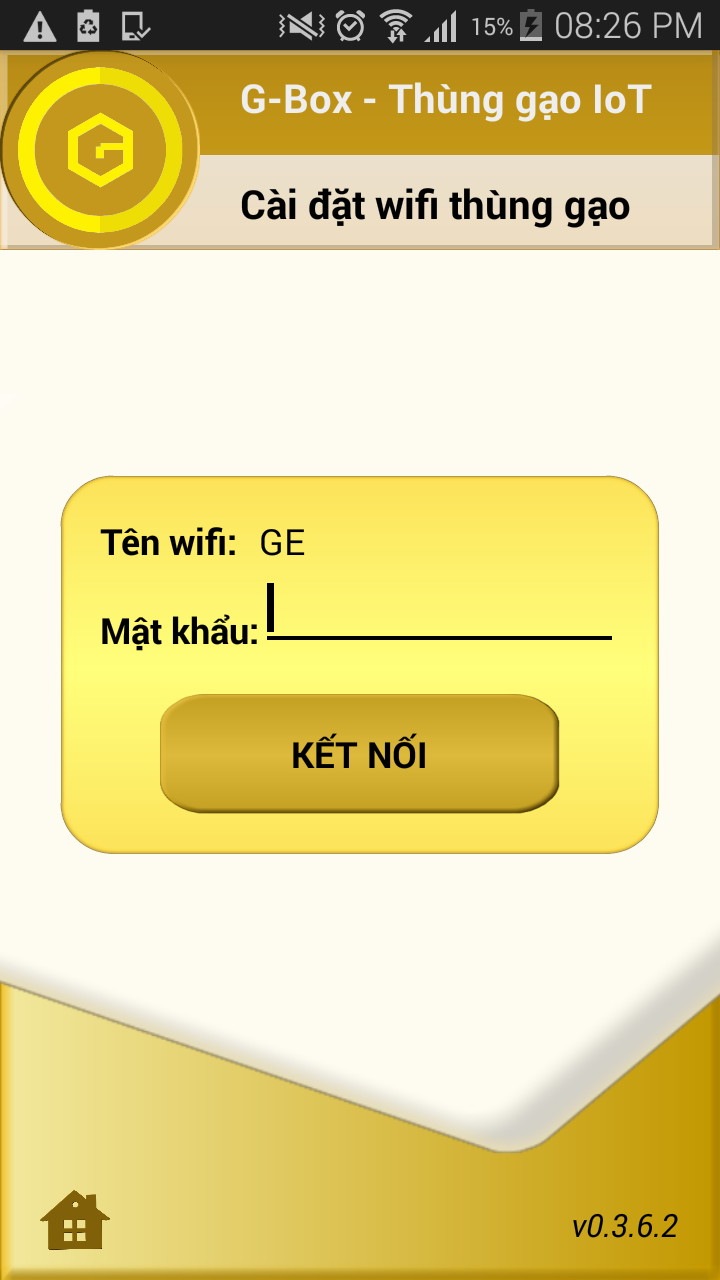 15% 08:26 PM
G-Box - Thùng gạo IoT
Cài đặt wifi thùng gạo
Tên wifi: GE
Mật khẩu:
KẾT NỐI
v0.3.6.2